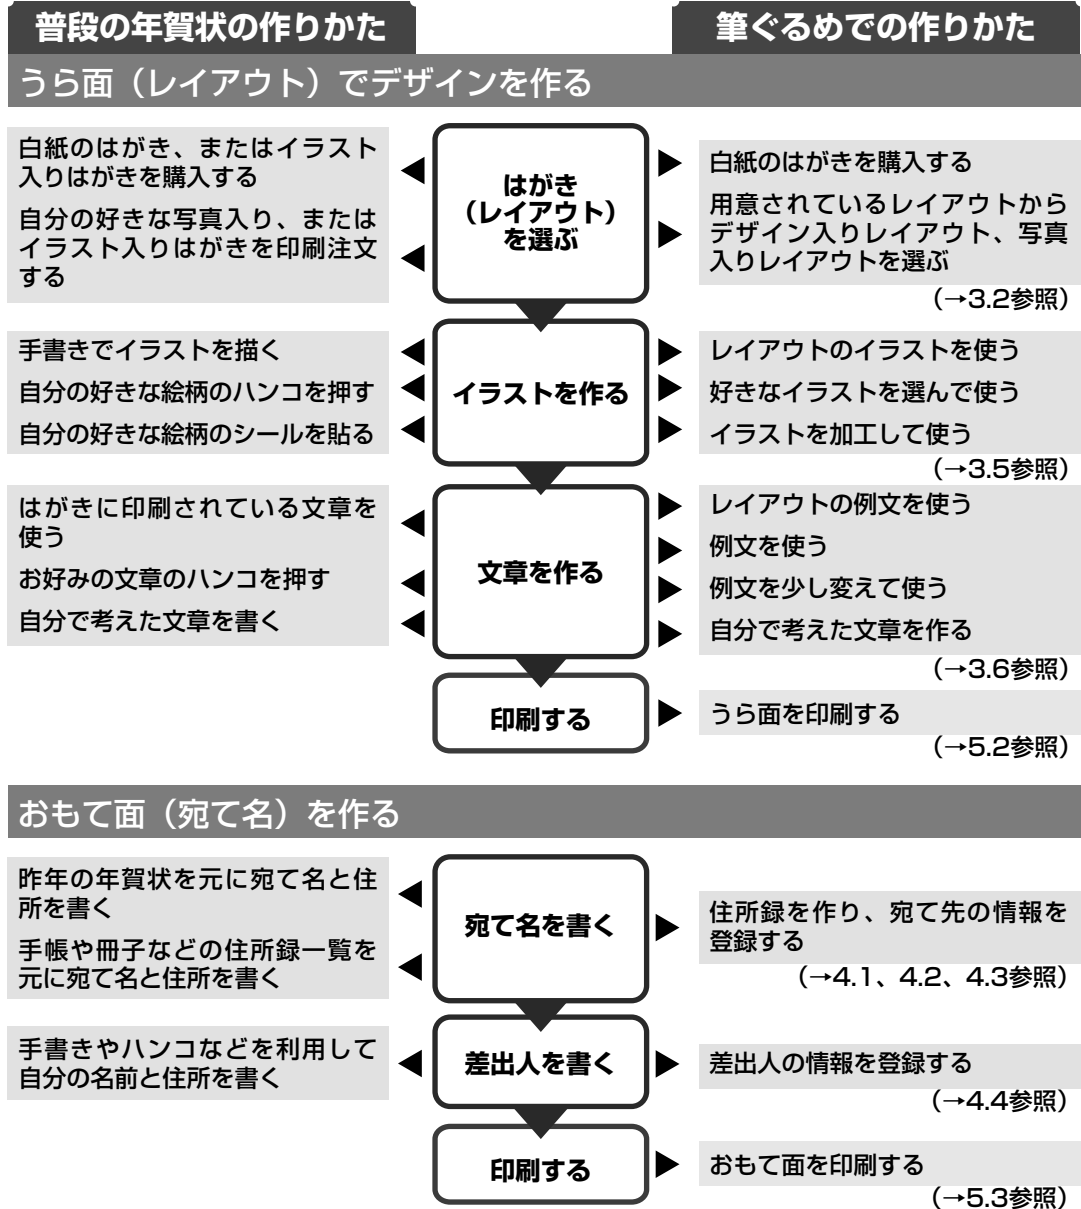 普段の年賀状の作りかた
筆ぐるめでの作りかた
うら面（レイアウト）でデザインを作る
白紙のはがき、またはイラスト
入りはがきを購入する
自分の好きな写真入り、または
イラスト入りはがきを印刷注文
する
はがき
（レイアウト）
を選ぶ
白紙のはがきを購入する
用意されているレイアウトから
デザイン入りレイアウト、写真
入りレイアウトを選ぶ
（→3.2参照）
手書きでイラストを描く
自分の好きな絵柄のハンコを押す
自分の好きな絵柄のシールを貼る
イラストを作る
レイアウトのイラストを使う
好きなイラストを選んで使う
イラストを加工して使う
（→3.5参照）
はがきに印刷されている文章を
使う
お好みの文章のハンコを押す
自分で考えた文章を書く
文章を作る
レイアウトの例文を使う
例文を使う
例文を少し変えて使う
自分で考えた文章を作る
（→3.6参照）
印刷する
うら面を印刷する
（→5.2参照）
おもて面（宛て名）を作る
昨年の年賀状を元に宛て名と住
所を書く
手帳や冊子などの住所録一覧を
元に宛て名と住所を書く
宛て名を書く
住所録を作り、宛て先の情報を
登録する
（→4.1、4.2、4.3参照）
手書きやハンコなどを利用して
自分の名前と住所を書く
差出人を書く
差出人の情報を登録する
（→4.4参照）
印刷する
おもて面を印刷する
（→5.3参照）